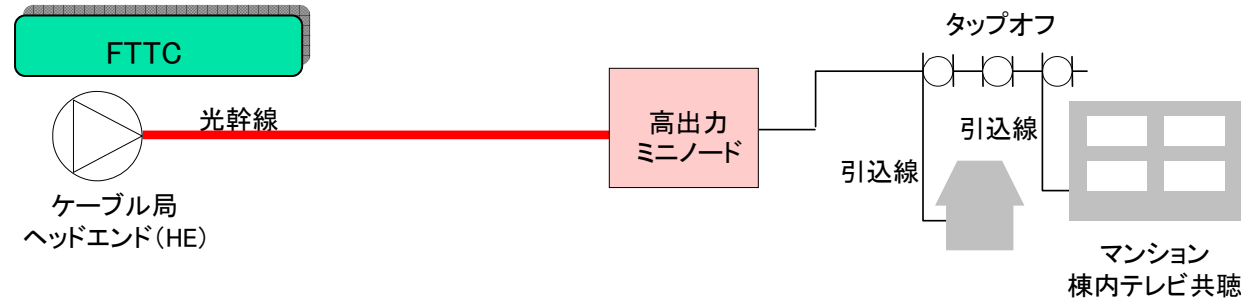 FTTC
タップオフ
光幹線
高出力
ミニノード
引込線
引込線
ケーブル局
ヘッドエンド(HE)
マンション
棟内テレビ共聴